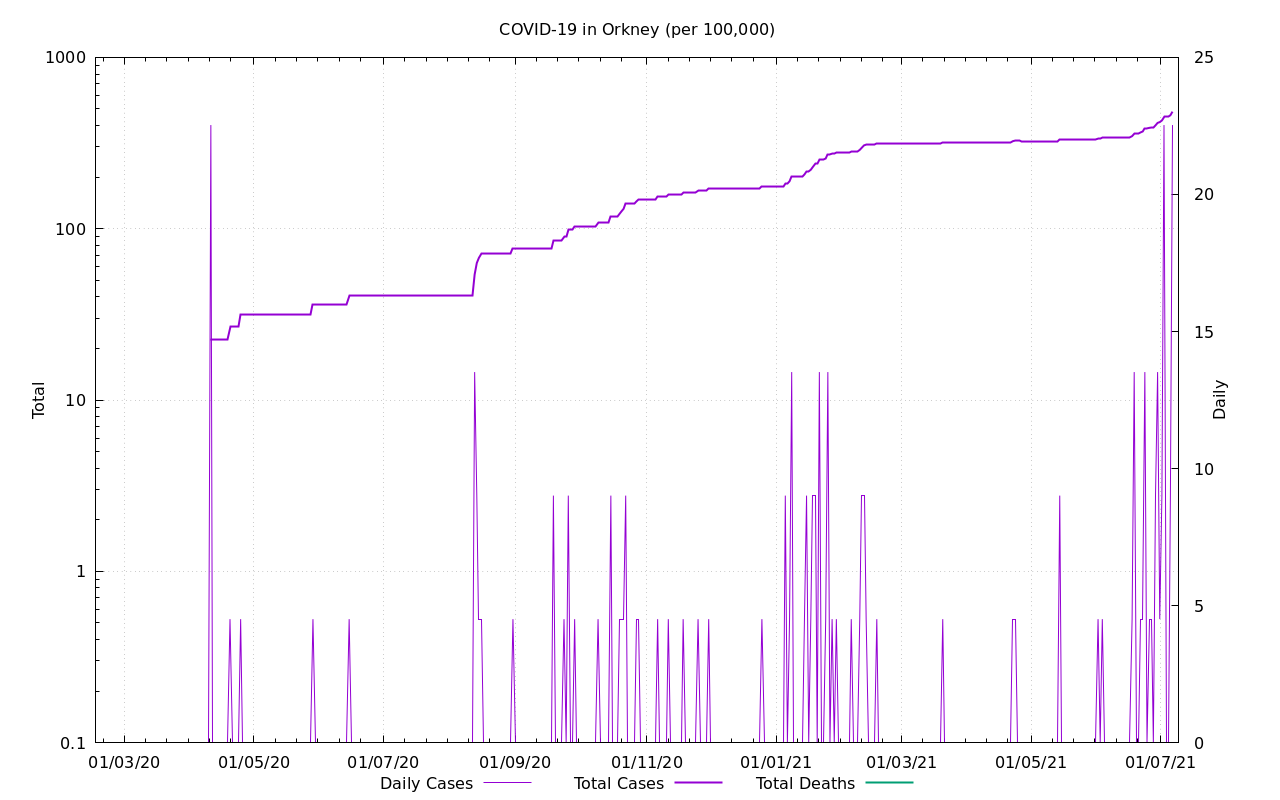 COVID-19 in Orkney (per 100,000)
1000
100
10
1
0.1
Total
25
20
15
10
5
0
Daily
01/03/20 01/05/20 01/07/20 01/09/20 01/11/20 01/01/21 01/03/21 01/05/21 01/07/21
Daily Cases Total Cases Total Deaths